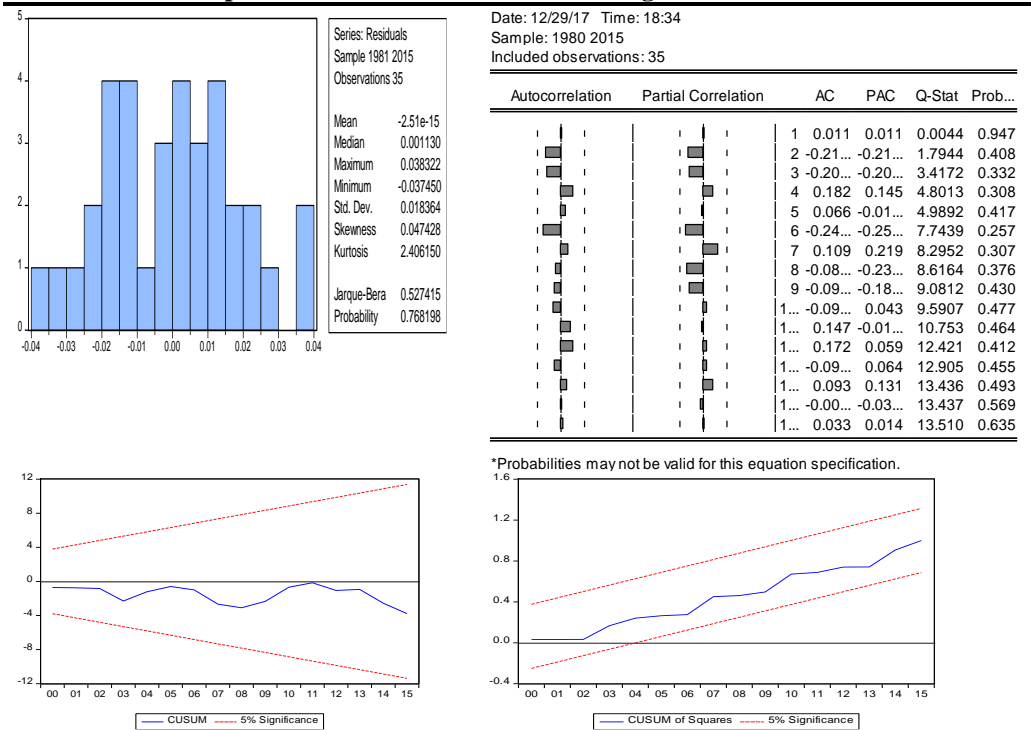 5
4
3
2
1
0
-0.04 -0.03 -0.02 -0.01 0.00 0.01 0.02 0.03 0.04
Series: Residuals
Sample 1981 2015
Observations 35
Mean -2.51e-15
Median 0.001130
Maximum 0.038322
Minimum -0.037450
Std. Dev. 0.018364
Skewness 0.047428
Kurtosis 2.406150
Jarque-Bera 0.527415
Probability 0.768198
Date: 12/29/17 Time: 18:34
Sample: 1980 2015
Included observations: 35
Autocorrelation Partial Correlation AC PAC Q-Stat Prob...
1 0.011 0.011 0.0044 0.947
2 -0.21... -0.21... 1.7944 0.408
3 -0.20... -0.20... 3.4172 0.332
4 0.182 0.145 4.8013 0.308
5 0.066 -0.01... 4.9892 0.417
6 -0.24... -0.25... 7.7439 0.257
7 0.109 0.219 8.2952 0.307
8 -0.08... -0.23... 8.6164 0.376
9 -0.09... -0.18... 9.0812 0.430
1... -0.09... 0.043 9.5907 0.477
1... 0.147 -0.01... 10.753 0.464
1... 0.172 0.059 12.421 0.412
1... -0.09... 0.064 12.905 0.455
1... 0.093 0.131 13.436 0.493
1... -0.00... -0.03... 13.437 0.569
1... 0.033 0.014 13.510 0.635
*Probabilities may not be valid for this equation specification.
12
8
4
0
-4
-8
-12
00 01 02 03 04 05 06 07 08 09 10 11 12 13 14 15
CUSUM 5% Significance
1.6
1.2
0.8
0.4
0.0
-0.4
00 01 02 03 04 05 06 07 08 09 10 11 12 13 14 15
CUSUM of Squares 5% Significance